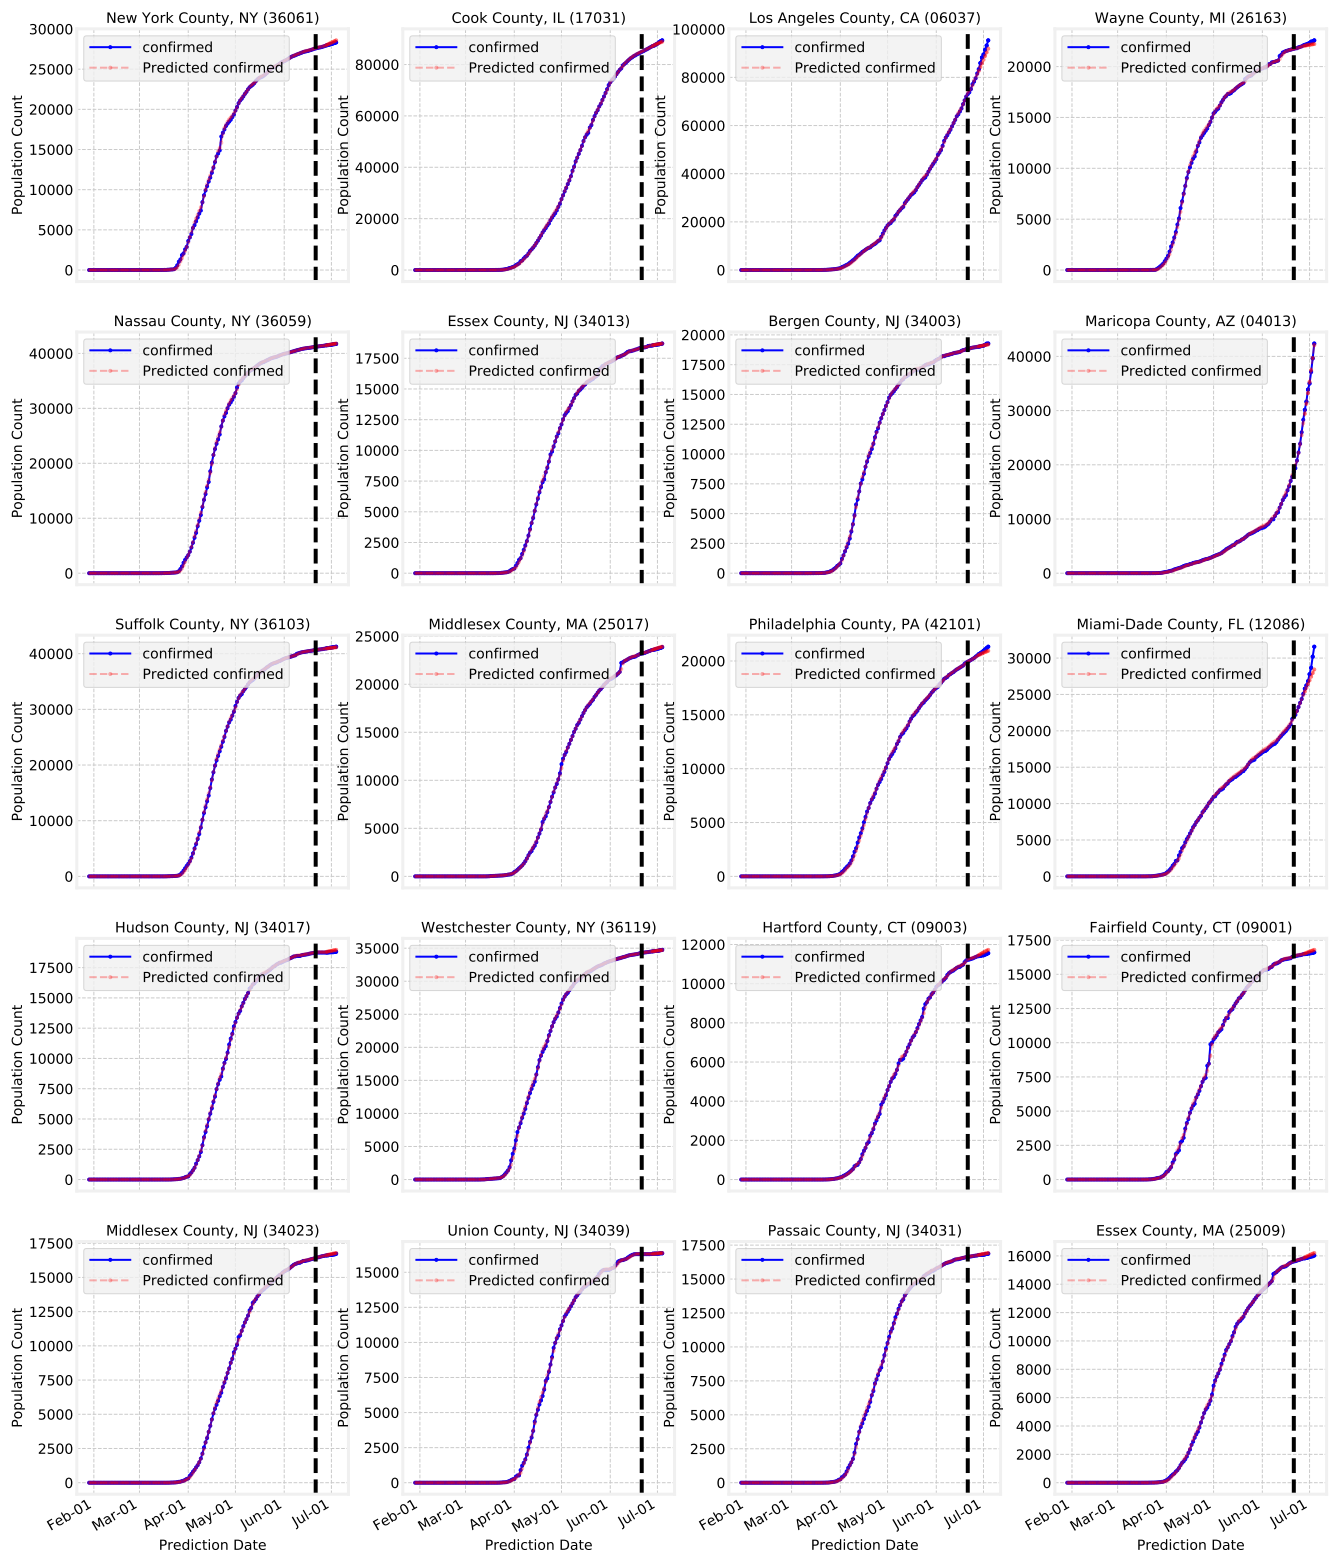 New York County, NY (36061)
Population Count
30000
25000
20000
15000
10000
5000
0
confirmed
Predicted confirmed
Cook County, IL (17031)
Population Count
80000
60000
40000
20000
0
confirmed
Predicted confirmed
Los Angeles County, CA (06037)
Population Count
100000
80000
60000
40000
20000
0
confirmed
Predicted confirmed
Wayne County, MI (26163)
Population Count
20000
15000
10000
5000
0
confirmed
Predicted confirmed
Nassau County, NY (36059)
Population Count
40000
30000
20000
10000
0
confirmed
Predicted confirmed
Essex County, NJ (34013)
Population Count
17500
15000
12500
10000
7500
5000
2500
0
confirmed
Predicted confirmed
Bergen County, NJ (34003)
Population Count
20000
17500
15000
12500
10000
7500
5000
2500
0
confirmed
Predicted confirmed
Maricopa County, AZ (04013)
Population Count
40000
30000
20000
10000
0
confirmed
Predicted confirmed
Suffolk County, NY (36103)
Population Count
40000
30000
20000
10000
0
confirmed
Predicted confirmed
Middlesex County, MA (25017)
Population Count
25000
20000
15000
10000
5000
0
confirmed
Predicted confirmed
Philadelphia County, PA (42101)
Population Count
20000
15000
10000
5000
0
confirmed
Predicted confirmed
Miami-Dade County, FL (12086)
Population Count
30000
25000
20000
15000
10000
5000
0
confirmed
Predicted confirmed
Hudson County, NJ (34017)
Population Count
17500
15000
12500
10000
7500
5000
2500
0
confirmed
Predicted confirmed
Westchester County, NY (36119)
Population Count
35000
30000
25000
20000
15000
10000
5000
0
confirmed
Predicted confirmed
Hartford County, CT (09003)
Population Count
12000
10000
8000
6000
4000
2000
0
confirmed
Predicted confirmed
Fairfield County, CT (09001)
Population Count
17500
15000
12500
10000
7500
5000
2500
0
confirmed
Predicted confirmed
Middlesex County, NJ (34023)
Population Count
17500
15000
12500
10000
7500
5000
2500
0
confirmed
Predicted confirmed
Feb-01
Mar-01
Apr-01
May-01
Jun-01
Jul-01
Prediction Date
Union County, NJ (34039)
Population Count
15000
12500
10000
7500
5000
2500
0
confirmed
Predicted confirmed
Feb-01
Mar-01
Apr-01
May-01
Jun-01
Jul-01
Prediction Date
Passaic County, NJ (34031)
Population Count
17500
15000
12500
10000
7500
5000
2500
0
confirmed
Predicted confirmed
Feb-01
Mar-01
Apr-01
May-01
Jun-01
Jul-01
Prediction Date
Essex County, MA (25009)
Population Count
16000
14000
12000
10000
8000
6000
4000
2000
0
confirmed
Predicted confirmed
Feb-01
Mar-01
Apr-01
May-01
Jun-01
Jul-01
Prediction Date